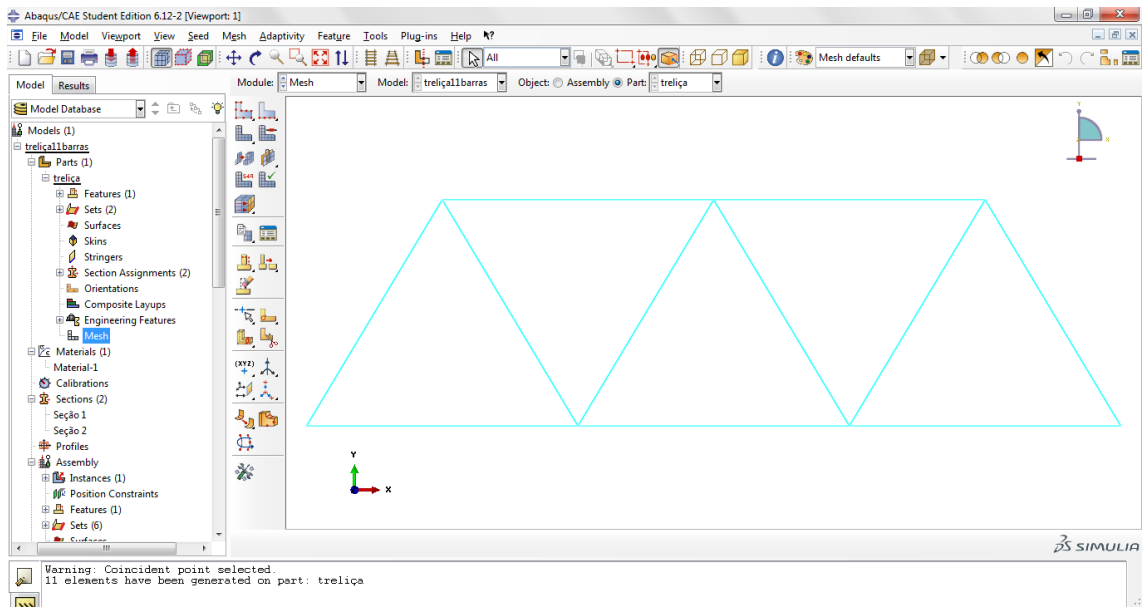 Abaqus/CAE Student Edition 6.12-2 [Viewport: 1]
File Model Viewport View Seed Mesh Adaptivity Feature Tools Plug-ins Help
All
Mesh defaults
Model Results
Module: Mesh Model: treliça11barras Object: Assembly Part: treliça
Model Database
Models (1)
treliça11barras
Parts (1)
treliça
Features (1)
Sets (2)
Surfaces
Skins
Stringers
Section Assignments (2)
Orientations
Composite Layups
Engineering Features
Mesh
Materials (1)
Material-1
Calibrations
Sections (2)
Seção 1
Seção 2
Profiles
Assembly
Instances (1)
Position Constraints
Features (1)
Sets (6)
Surfaces
(XYZ)
Y
X
Y
X
SIMULIA
Warning: Coincident point selected.
11 elements have been generated on part: treliça